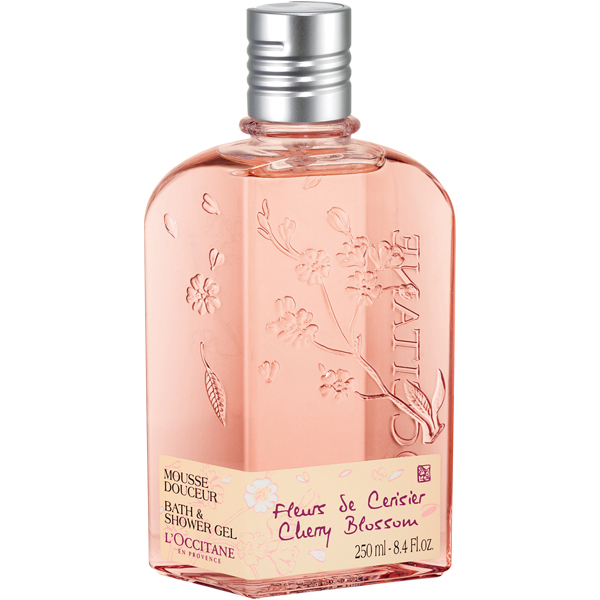 OCCITANE
MOUSSE
DOUCEUR
BATH &
SHOWER GEL
L'OCCITANE
EN PROVENCE
Fleurs de Cerisier
Cherry Blossom
250 ml - 8.4 Fl.oz.